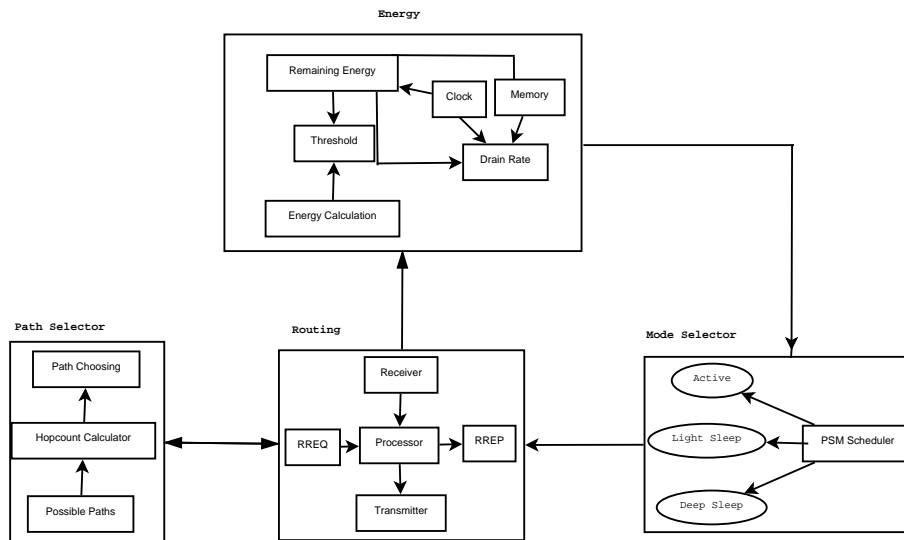 Energy
Remaining Energy
Clock
Memory
Threshold
Drain Rate
Energy Calculation
Path Selector
Path Choosing
Hopcount Calculator
Possible Paths
Routing
Receiver
RREQ
Processor
RREP
Transmitter
Mode Selector
Active
Light Sleep
PSM Scheduler
Deep Sleep